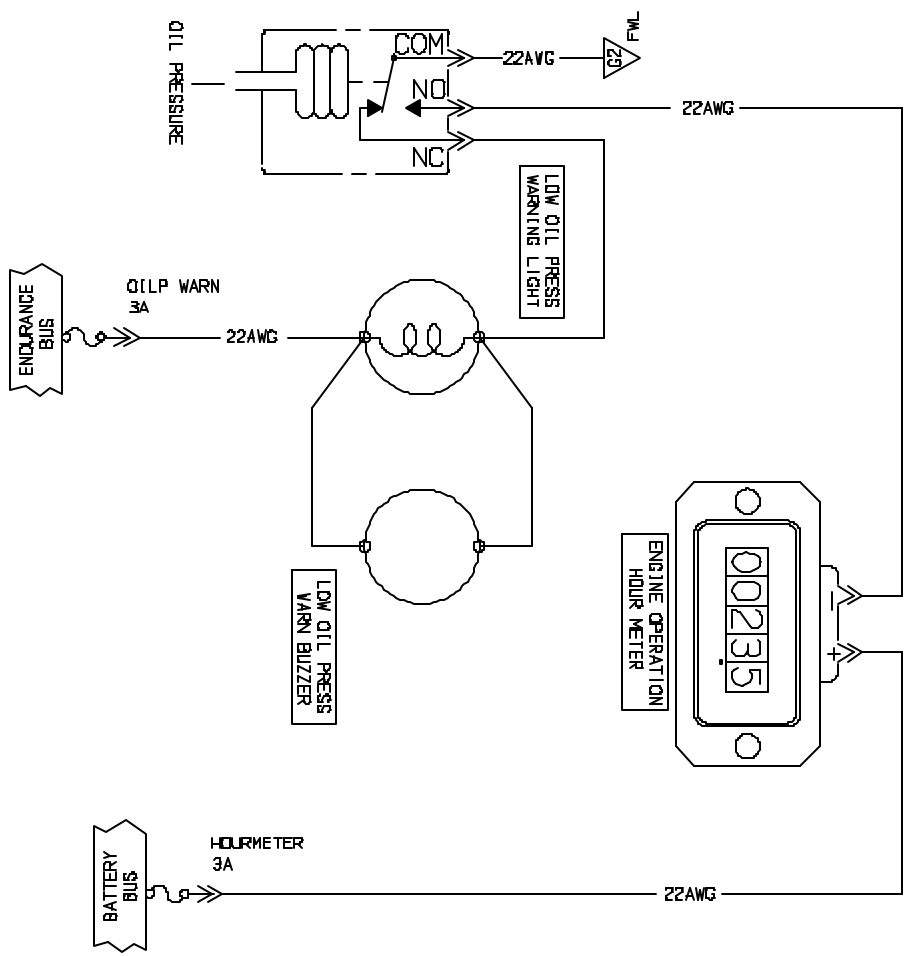 OIL PRESSURE
COM
22AWG
G2
FWL
NO
22AWG
NC
LOW OIL PRESS
WARNING LIGHT
ENDURANCE
BUS
OILP WARN
3A
22AWG
LOW OIL PRESS
WARN BUZZER
ENGINE OPERATION
HOUR METER
00235
-
+
BATTERY
BUS
HOURMETER
3A
22AWG